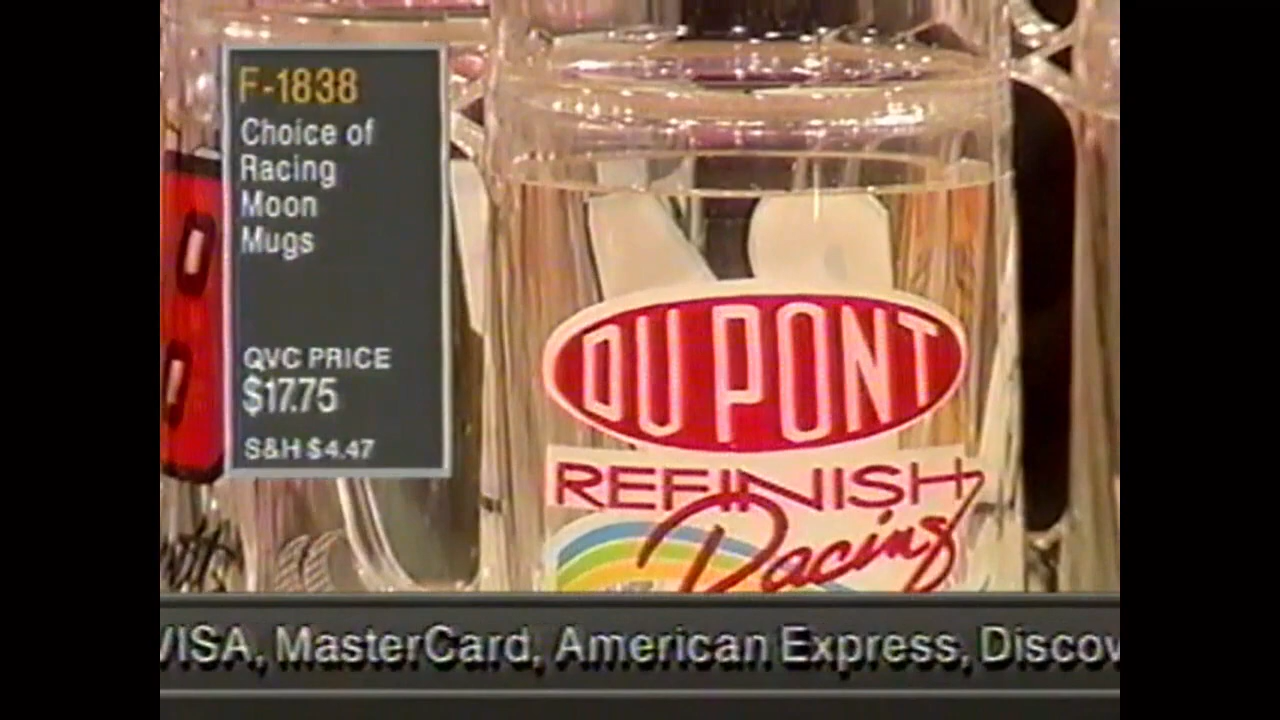 F-1838
Choice of
Racing
Moon
Mugs
QVC PRICE
$17.75
S&H $4.47
DU PONT
REFINISH
Racing
VISA, MasterCard, American Express, Discov